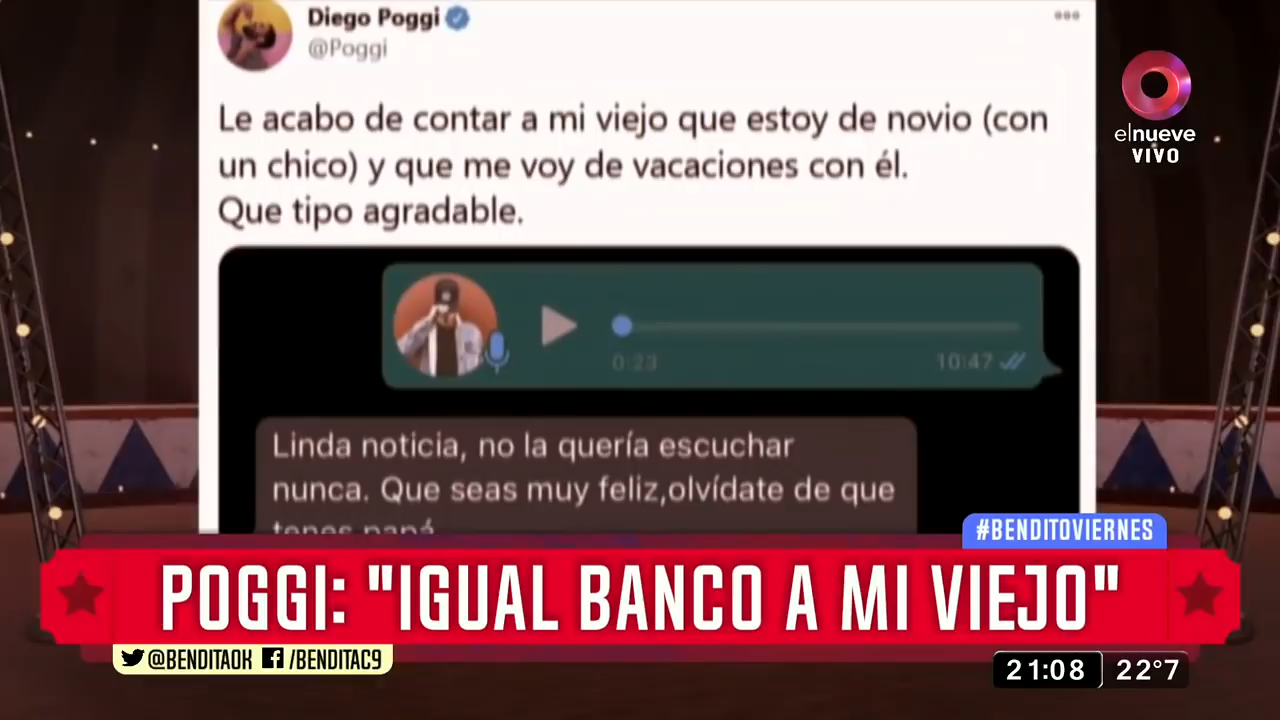 Diego Poggi
@Poggi
Le acabo de contar a mi viejo que estoy de novio (con
un chico) y que me voy de vacaciones con él.
Que tipo agradable.
0:23 10:47
Linda noticia, no la quería escuchar
nunca. Que seas muy feliz,olvídate de que
tenes papá
elnueve
VIVO
#BENDITOVIERNES
POGGI: "IGUAL BANCO A MI VIEJO"
@BENDITAOK /BENDITAC9
21:08 22°7